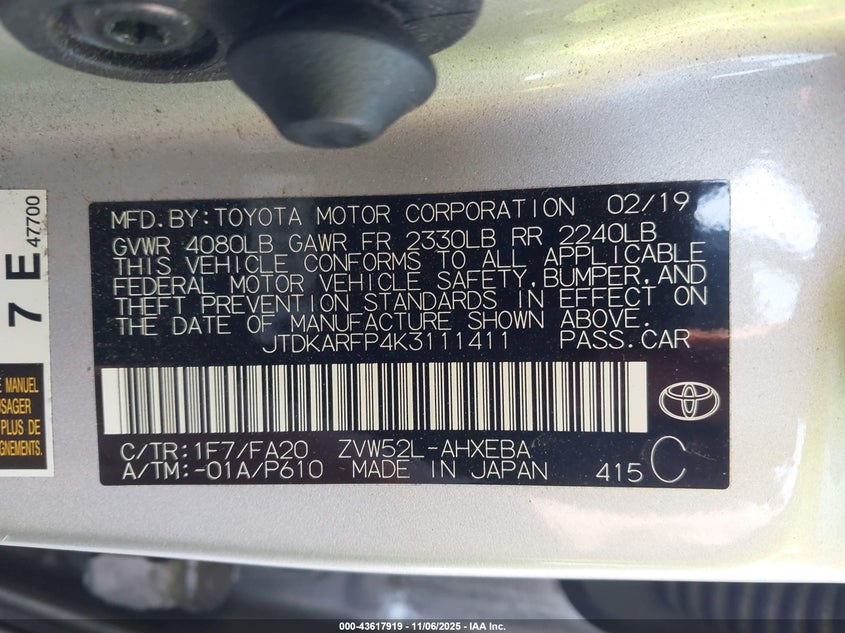 MFD.BY:TOYOTA MOTOR CORPORATION 02/19
GVWR 4080LB GAWR FR 2330LB RR 2240LB
THIS VEHICLE CONFORMS TO ALL APPLICABLE
FEDERAL MOTOR VEHICLE SAFETY,BUMPER,AND
THEFT PREVENTION STANDARDS IN EFFECT ON
THE DATE OF MANUFACTURE SHOWN ABOVE.
JTDKARFP4K3111411 PASS.CAR
C/TR:1F7/FA20 ZVW52L-AHXEBA
A/TM:-01A/P610 MADE IN JAPAN 415 C
7 E 47700
E MANUEL
USAGER
PLUS DE
GNEMENTS.
000-43617919 - 11/06/2025 - IAA Inc.